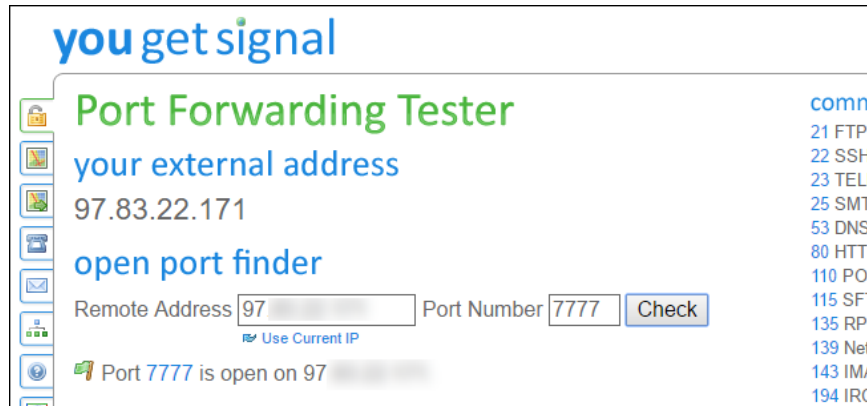 you get signal
Port Forwarding Tester
your external address
97.83.22.171
open port finder
Remote Address 97 Port Number 7777 Check
Use Current IP
Port 7777 is open on 97
comm
21 FTP
22 SSH
23 TEL
25 SMT
53 DNS
80 HTT
110 PO
115 SF
135 RP
139 Net
143 IMA
194 IRC